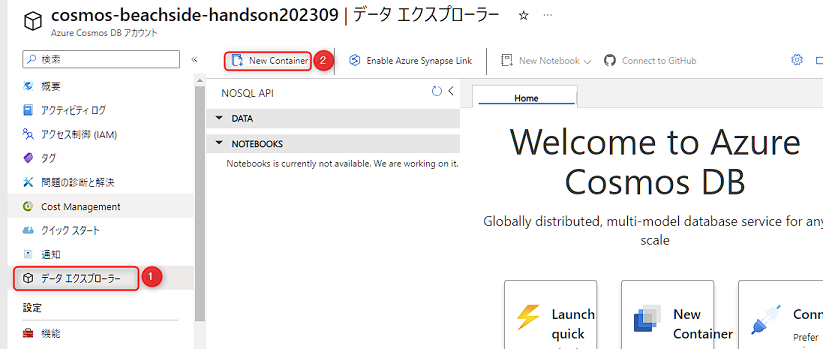 cosmos-beachside-handson202309 | データ エクスプローラー
Azure Cosmos DB アカウント
検索
概要
アクティビティ ログ
アクセス制御 (IAM)
タグ
問題の診断と解決
Cost Management
クイック スタート
通知
データ エクスプローラー
1
設定
機能
New Container
2
Enable Azure Synapse Link
New Notebook
Connect to GitHub
NOSQL API
DATA
NOTEBOOKS
Notebooks is currently not available. We are working on it.
Home
Welcome to Azure
Cosmos DB
Globally distributed, multi-model database service for any
scale
Launch
quick
New
Container
Conn
Prefer